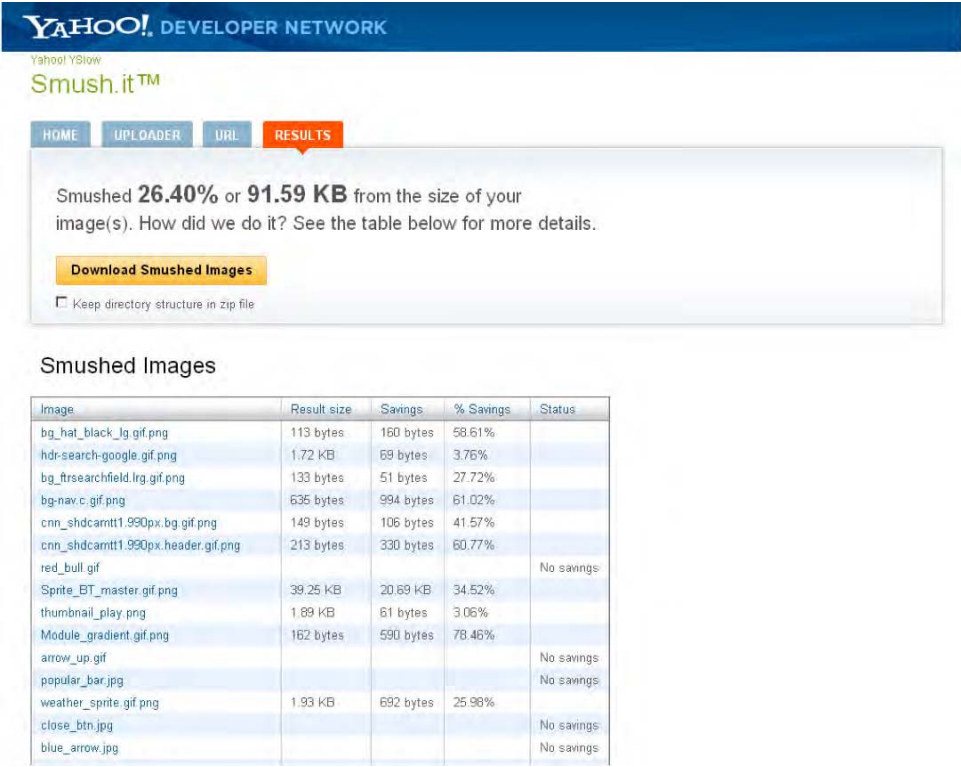 YAHOO! DEVELOPER NETWORK
Yahoo! YSlow
Smush.it™
HOME UPLOADER URL RESULTS
Smushed 26.40% or 91.59 KB from the size of your
image(s). How did we do it? See the table below for more details.
Download Smushed Images
Keep directory structure in zip file
Smushed Images
Image Result size Savings % Savings Status
bg_hat_black_lg.gif.png 113 bytes 160 bytes 58.61%
hdr-search-google.gif.png 1.72 KB 69 bytes 3.76%
bg_ftrsearchfield.lrg.gif.png 133 bytes 51 bytes 27.72%
bg-nav.c.gif.png 635 bytes 994 bytes 61.02%
cnn_shdcamtt1.990px.bg.gif.png 149 bytes 106 bytes 41.57%
cnn_shdcamtt1.990px.header.gif.png 213 bytes 330 bytes 60.77%
red_bull.gif No savings
Sprite_BT_master.gif.png 39.25 KB 20.69 KB 34.52%
thumbnail_play.png 1.89 KB 61 bytes 3.06%
Module_gradient.gif.png 162 bytes 590 bytes 78.46%
arrow_up.gif No savings
popular_bar.jpg No savings
weather_sprite.gif.png 1.93 KB 692 bytes 25.98%
close_btn.jpg No savings
blue_arrow.jpg No savings